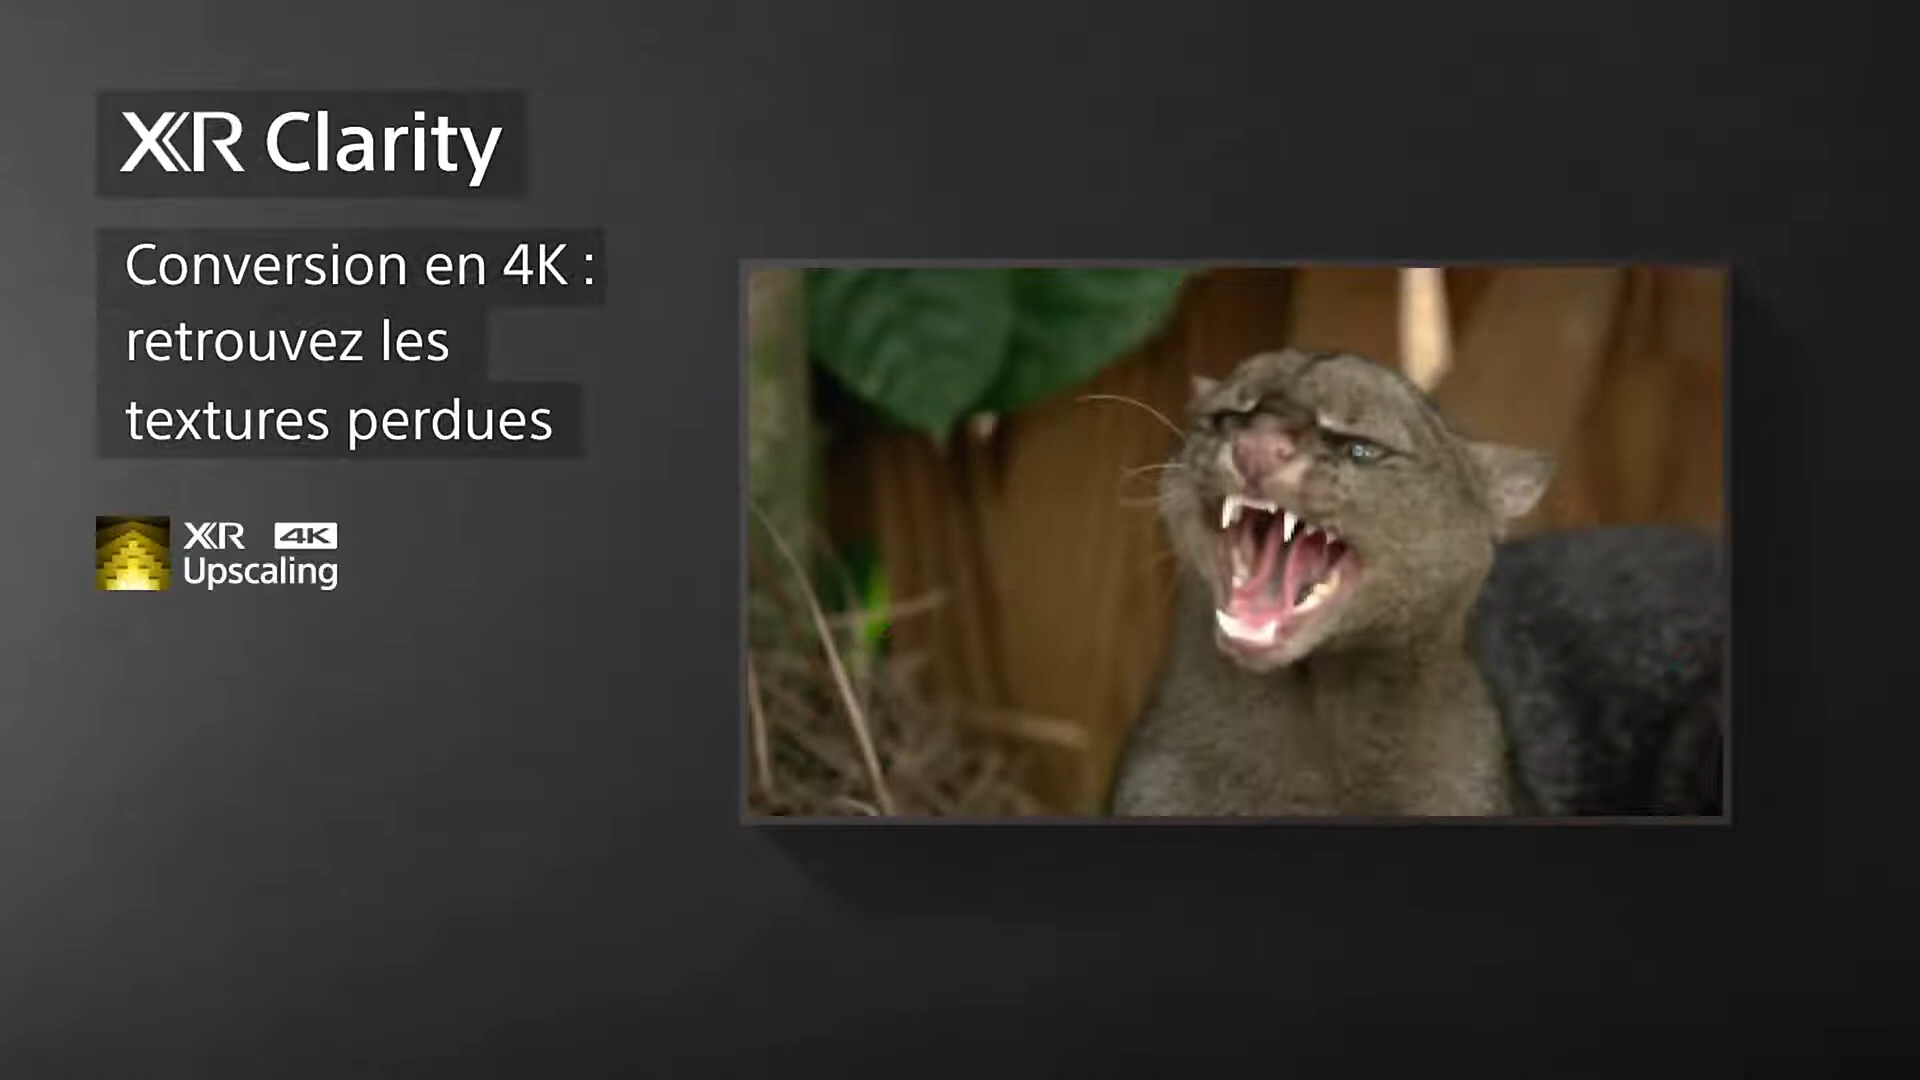 XR Clarity
Conversion en 4K :
retrouvez les
textures perdues
XR 4K
Upscaling